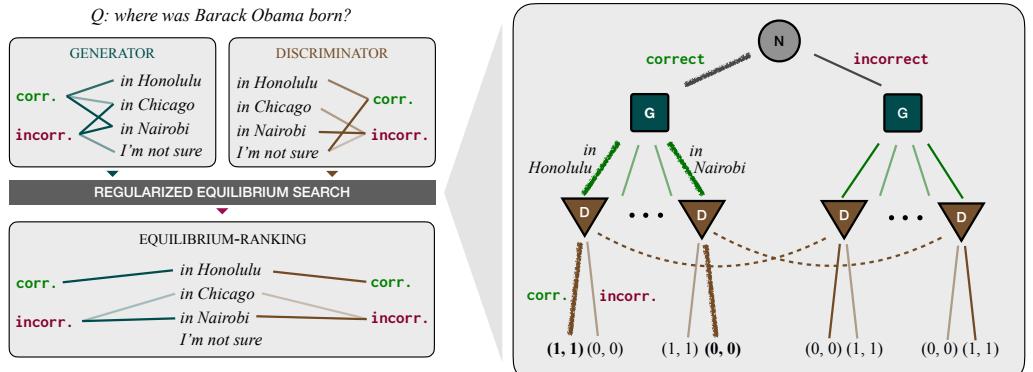 Q: where was Barack Obama born?
GENERATOR
corr.
incorr.
in Honolulu
in Chicago
in Nairobi
I'm not sure
DISCRIMINATOR
in Honolulu
in Chicago
in Nairobi
I'm not sure
corr.
incorr.
REGULARIZED EQUILIBRIUM SEARCH
EQUILIBRIUM-RANKING
corr.
incorr.
in Honolulu
in Chicago
in Nairobi
I'm not sure
corr.
incorr.
N
correct
incorrect
G
G
in
Honolulu
in
Nairobi
D
• • •
D
D
• • •
D
corr.
incorr.
(1, 1) (0, 0)
(1, 1) (0, 0)
(0, 0) (1, 1)
(0, 0) (1, 1)